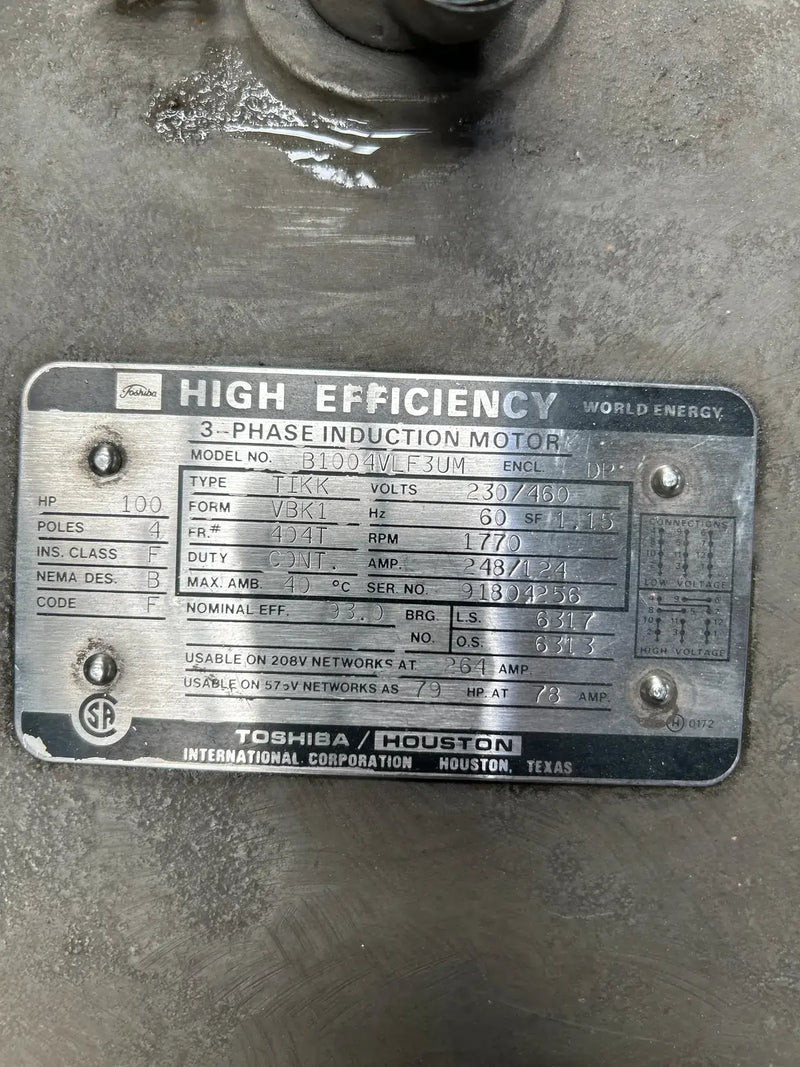 Toshiba HIGH EFFICIENCY WORLD ENERGY
3-PHASE INDUCTION MOTOR
MODEL NO. B1004VLF3UM ENCL. DP
TYPE TIKK VOLTS 230/460
HP 100 FORM VBK1 Hz 60 SF 1.15
POLES 4 FR.# 404T RPM 1770
INS. CLASS F DUTY CONT. AMP. 248/124
NEMA DES. B MAX. AMB. 40 °C SER. NO. 91804256
CODE F NOMINAL EFF. 93.0 BRG. L.S. 6317
NO. O.S. 6313
CONNECTIONS
LOW VOLTAGE
HIGH VOLTAGE
USABLE ON 208V NETWORKS AT 264 AMP.
USABLE ON 575V NETWORKS AS 79 HP. AT 78 AMP.
SA
H 0172
TOSHIBA / HOUSTON
INTERNATIONAL CORPORATION HOUSTON, TEXAS